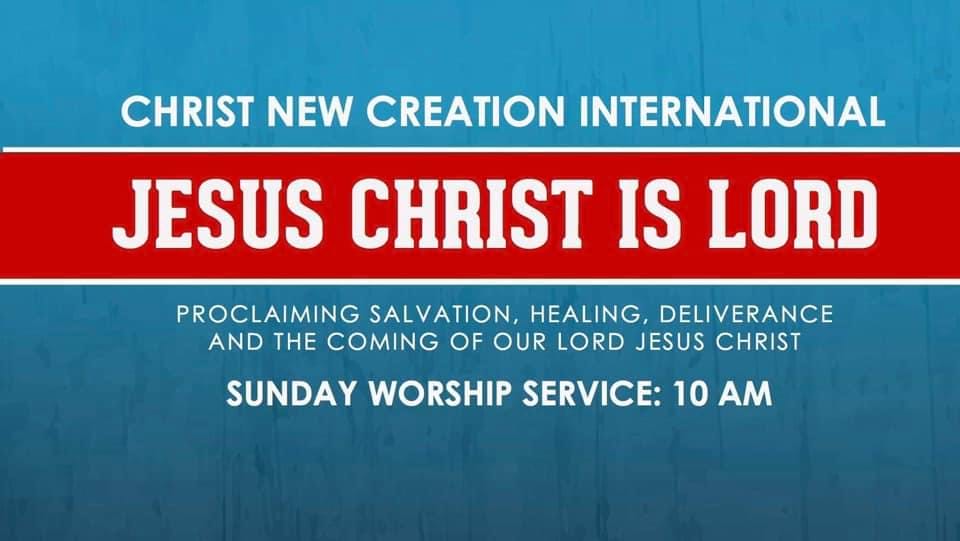 CHRIST NEW CREATION INTERNATIONAL
JESUS CHRIST IS LORD
PROCLAIMING SALVATION, HEALING, DELIVERANCE
AND THE COMING OF OUR LORD JESUS CHRIST
SUNDAY WORSHIP SERVICE: 10 AM